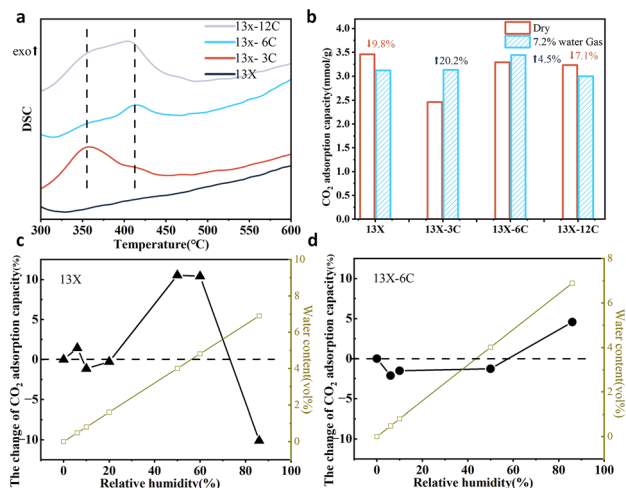 a
exo↑
DSC
13x-12C
13x- 6C
13x- 3C
13X
300
400
500
600
Temperature(°C)
b
CO2 adsorption capacity(mmol/g)
4.0
3.5
3.0
2.5
2.0
1.5
1.0
0.5
0.0
Dry
7.2% water Gas
↓9.8%
↑20.2%
↑4.5%
↓7.1%
13X
13X-3C
13X-6C
13X-12C
c
13X
The change of CO2 adsorption capacity(%)
10
5
0
−5
−10
Water content(vol%)
10
8
6
4
2
0
0
20
40
60
80
100
Relative humidity(%)
d
13X-6C
The change of CO2 adsorption capacity(%)
10
5
0
−5
−10
Water content(vol%)
8
6
4
2
0
0
20
40
60
80
100
Relative humidity(%)